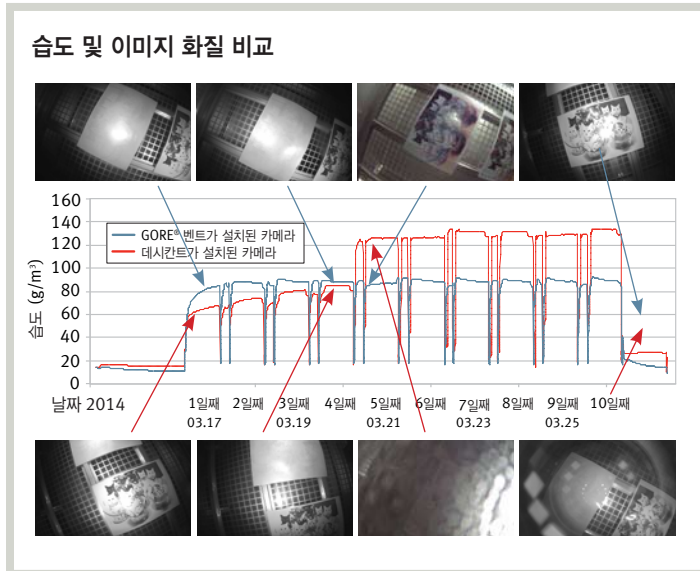 습도 및 이미지 화질 비교
160
140
120
100
80
60
40
20
0
습도 (g/m³)
GORE® 벤트가 설치된 카메라
데시칸트가 설치된 카메라
날짜 2014
1일째 2일째 3일째 4일째 5일째 6일째 7일째 8일째 9일째 10일째
03.17 03.19 03.21 03.23 03.25